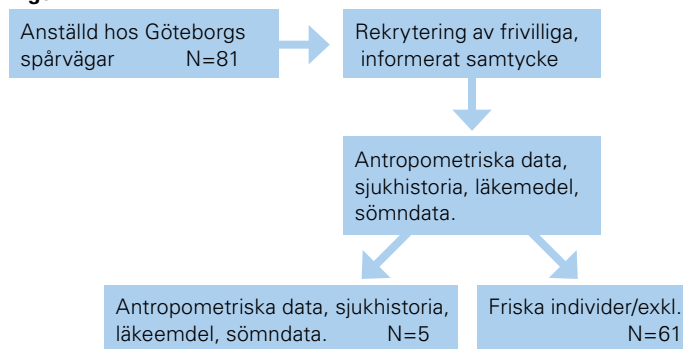 Anställd hos Göteborgs
spårvägar N=81
Rekrytering av frivilliga,
informerat samtycke
Antropometriska data,
sjukhistoria, läkemedel,
sömndata.
Antropometriska data, sjukhistoria,
läkeemdel, sömndata. N=5
Friska individer/exkl.
N=61